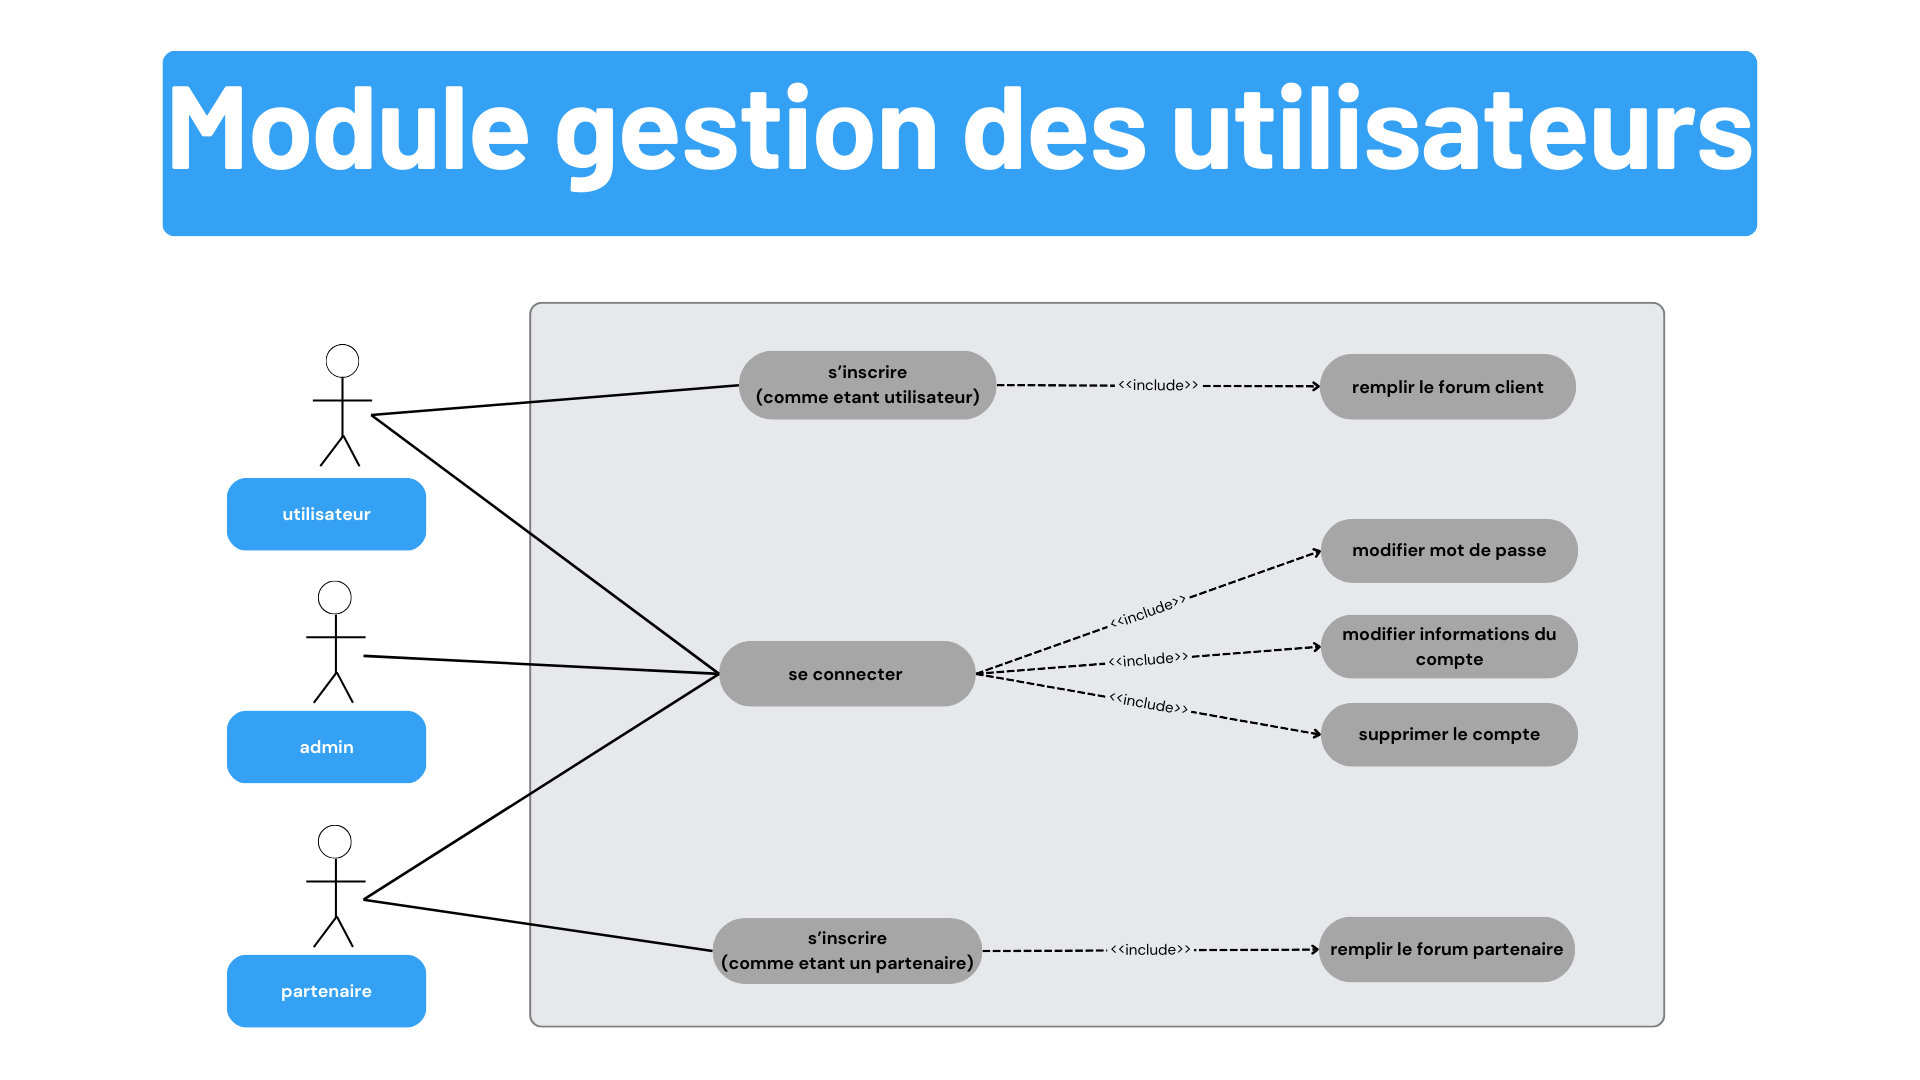 Module gestion des utilisateurs
s’inscrire
(comme etant utilisateur)
<<include>>
remplir le forum client
utilisateur
modifier mot de passe
<<include>>
modifier informations du
compte
<<include>>
se connecter
<<include>>
supprimer le compte
admin
s’inscrire
(comme etant un partenaire)
<<include>>
remplir le forum partenaire
partenaire